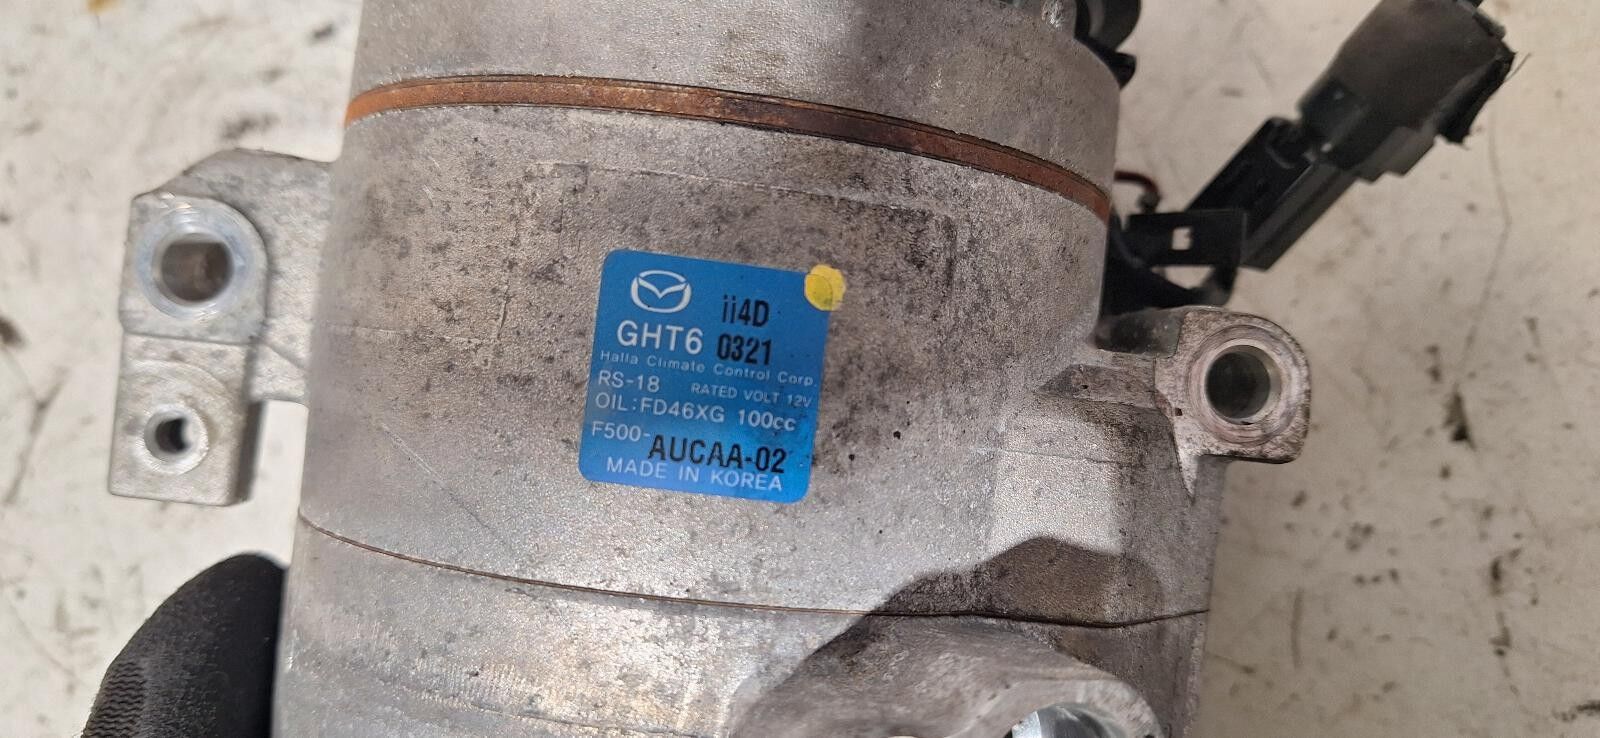 ii4D
GHT6 0321
Halla Climate Control Corp.
RS-18 RATED VOLT 12V
OIL:FD46XG 100cc
F500-AUCAA-02
MADE IN KOREA